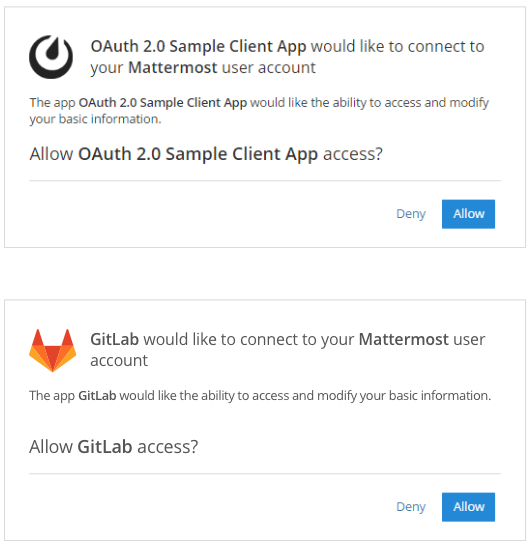 OAuth 2.0 Sample Client App would like to connect to
your Mattermost user account
The app OAuth 2.0 Sample Client App would like the ability to access and modify
your basic information.
Allow OAuth 2.0 Sample Client App access?
Deny Allow
GitLab would like to connect to your Mattermost user
account
The app GitLab would like the ability to access and modify your basic information.
Allow GitLab access?
Deny Allow